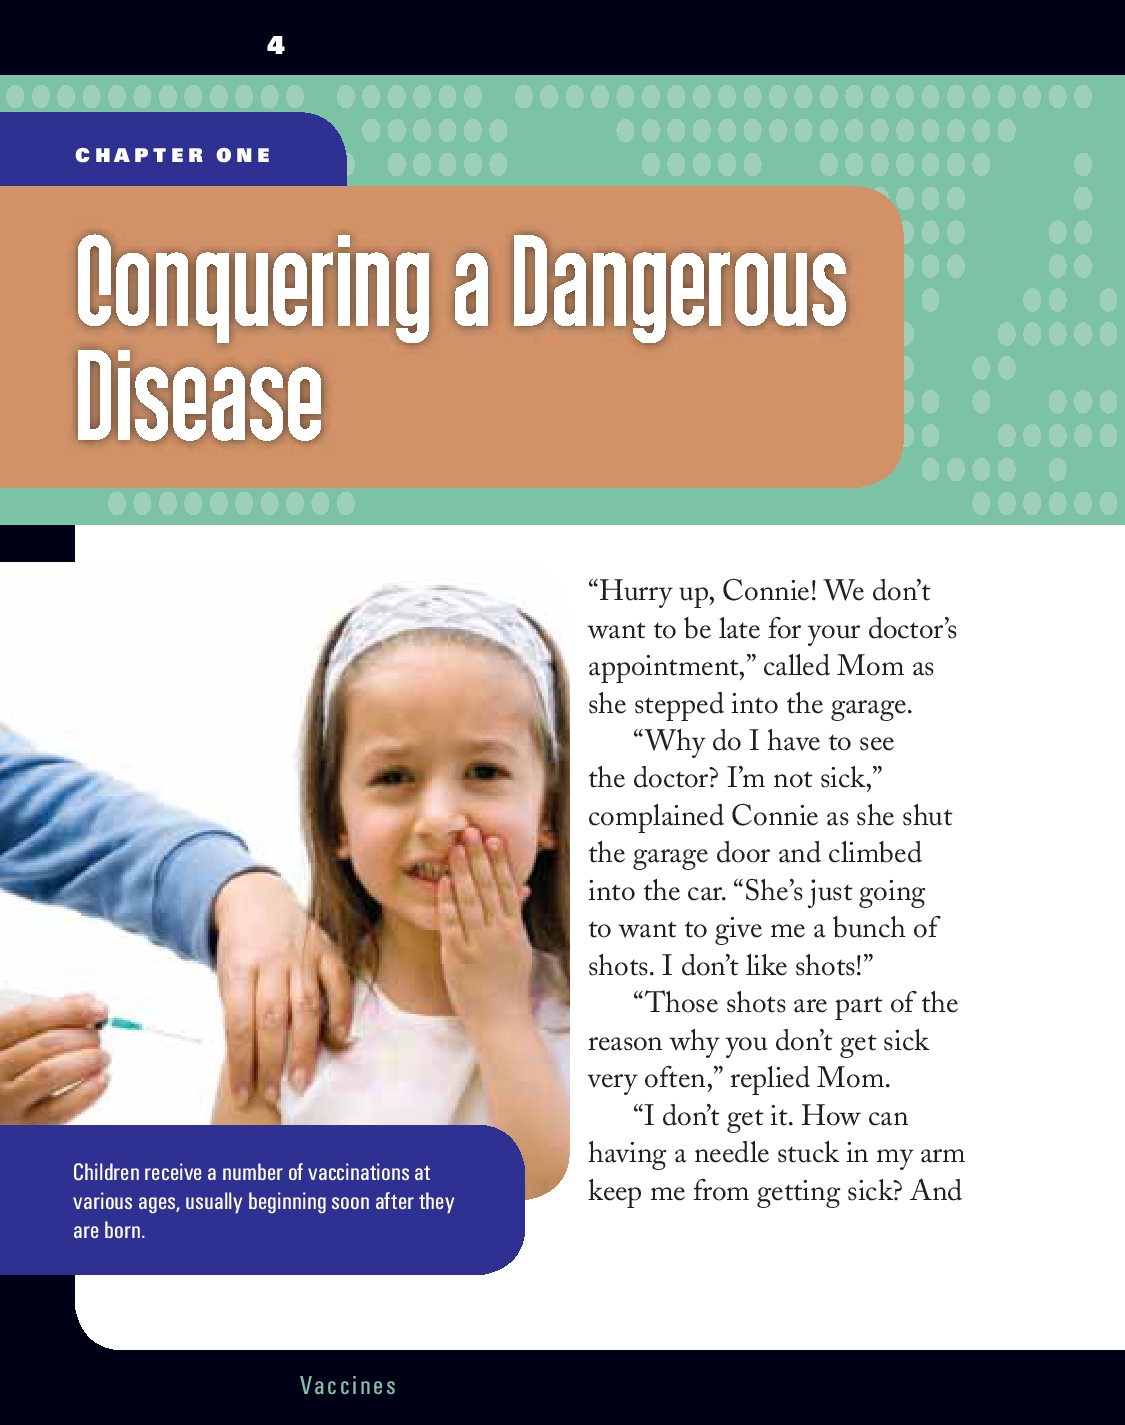 4
CHAPTER ONE
Conquering a Dangerous
Disease
“Hurry up, Connie! We don’t
want to be late for your doctor’s
appointment,” called Mom as
she stepped into the garage.
“Why do I have to see
the doctor? I’m not sick,”
complained Connie as she shut
the garage door and climbed
into the car. “She’s just going
to want to give me a bunch of
shots. I don’t like shots!”
“Those shots are part of the
reason why you don’t get sick
very often,” replied Mom.
“I don’t get it. How can
having a needle stuck in my arm
keep me from getting sick? And
Children receive a number of vaccinations at
various ages, usually beginning soon after they
are born.
Vaccines